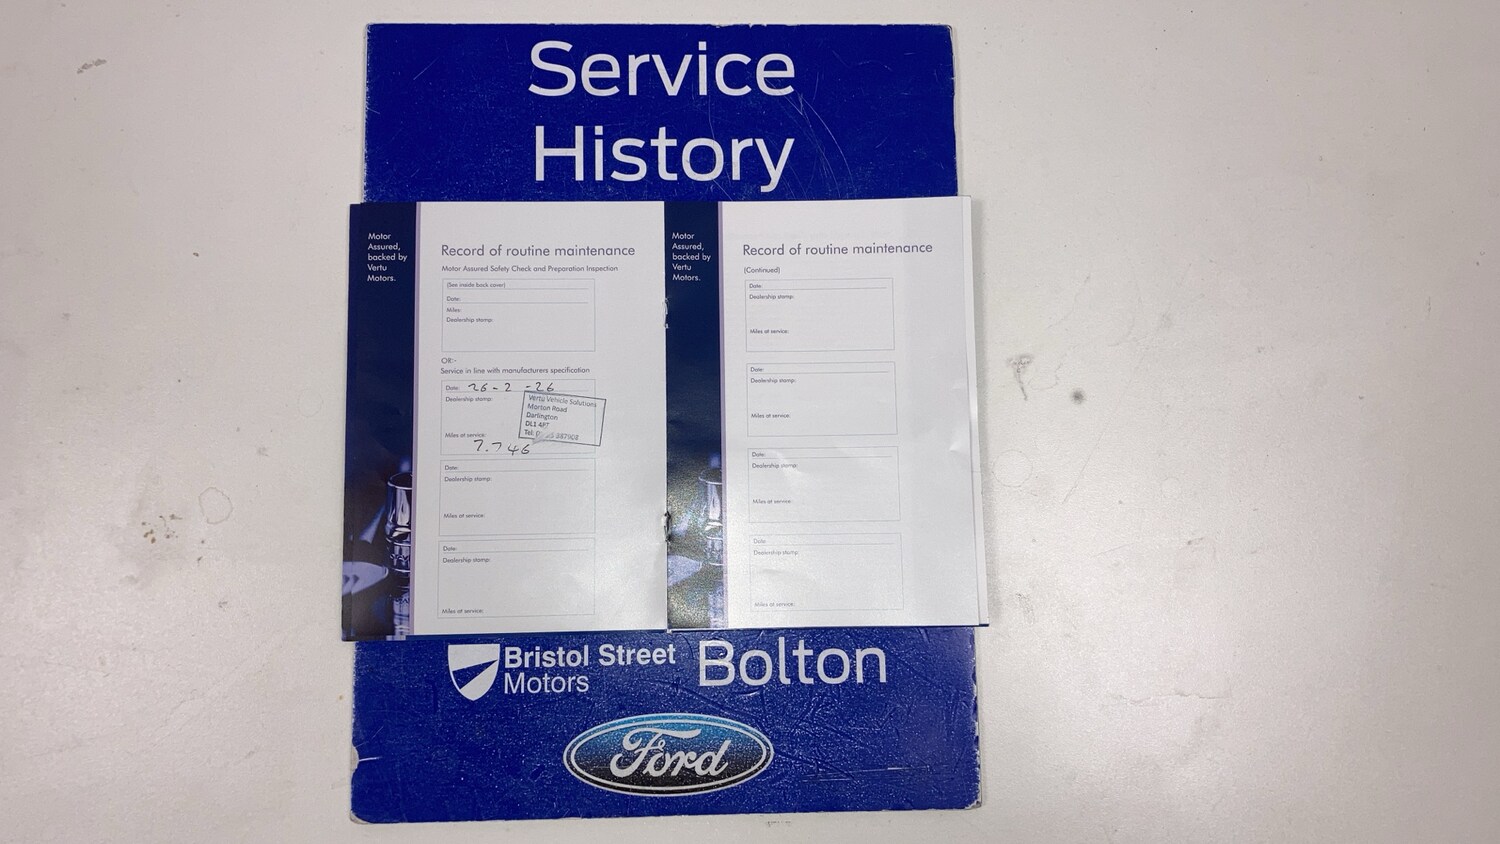 Service
History
Motor
Assured,
backed by
Vertu
Motors.
Record of routine maintenance
Motor Assured Safety Check and Preparation Inspection
(See inside back cover)
Date:
Miles:
Dealership stamp:
OR:-
Service in line with manufacturers specification
Date: 26-2-26
Dealership stamp:
Vertu Vehicle Solutions
Morton Road
Darlington
DL1
Tel:
Miles at service:
7.746
Date:
Dealership stamp:
Miles at service:
Date:
Dealership stamp:
Miles at service:
Motor
Assured,
backed by
Vertu
Motors.
Record of routine maintenance
(Continued)
Date:
Dealership stamp:
Miles at service:
Date:
Dealership stamp:
Miles at service:
Date:
Dealership stamp:
Miles at service:
Date:
Dealership stamp:
Miles at service:
Bristol Street
Motors
Bolton
Ford